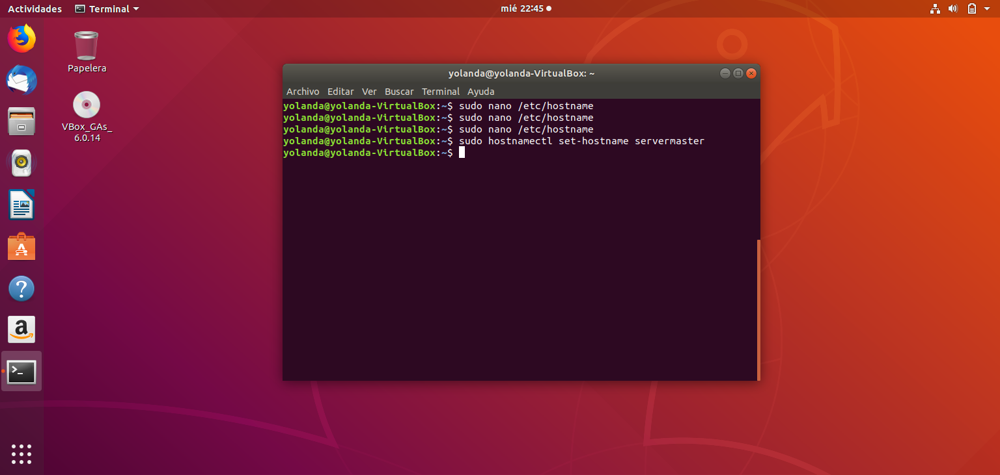 Actividades
Terminal
mié 22:45
Papelera
VBox_GAs_
6.0.14
yolanda@yolanda-VirtualBox: ~
Archivo Editar Ver Buscar Terminal Ayuda
yolanda@yolanda-VirtualBox:~$ sudo nano /etc/hostname
yolanda@yolanda-VirtualBox:~$ sudo nano /etc/hostname
yolanda@yolanda-VirtualBox:~$ sudo nano /etc/hostname
yolanda@yolanda-VirtualBox:~$ sudo hostnamectl set-hostname servermaster
yolanda@yolanda-VirtualBox:~$